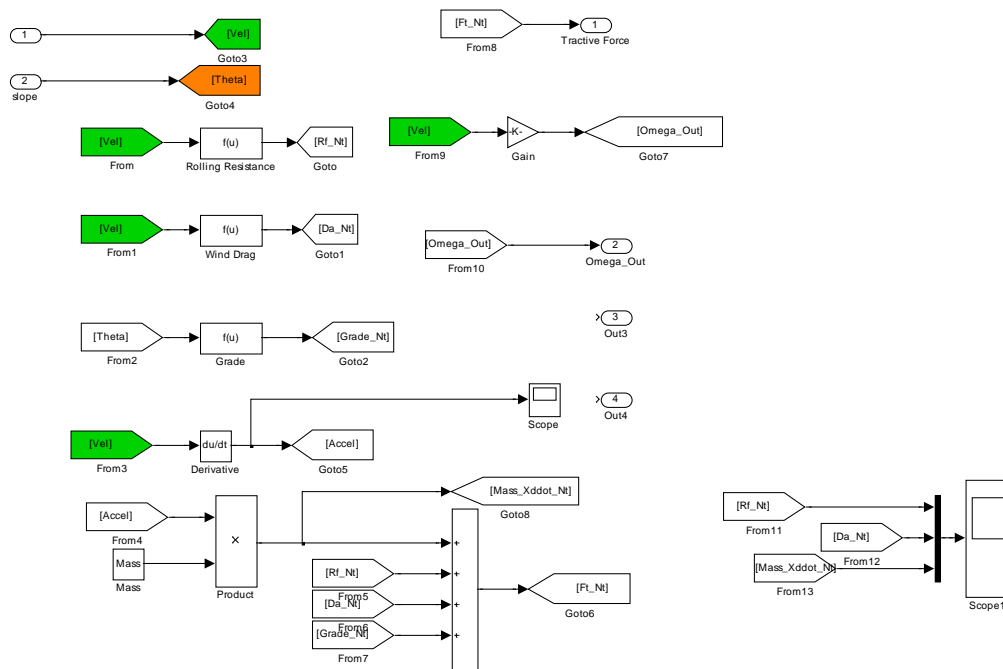 1
[Vel]
Goto3
2
slope
[Theta]
Goto4
[Ft_Nt]
From8
1
Tractive Force
[Vel]
From
f(u)
Rolling Resistance
[Rf_Nt]
Goto
[Vel]
From9
-K-
Gain
[Omega_Out]
Goto7
[Vel]
From1
f(u)
Wind Drag
[Da_Nt]
Goto1
[Omega_Out]
From10
2
Omega_Out
[Theta]
From2
f(u)
Grade
[Grade_Nt]
Goto2
3
Out3
Scope
4
Out4
[Vel]
From3
du/dt
Derivative
[Accel]
Goto5
[Accel]
From4
Mass
Mass
×
Product
[Mass_Xddot_Nt]
Goto8
+
[Rf_Nt]
From5
+
[Da_Nt]
From6
+
[Grade_Nt]
From7
+
[Ft_Nt]
Goto6
[Rf_Nt]
From11
[Da_Nt]
From12
[Mass_Xddot_Nt]
From13
Scope1